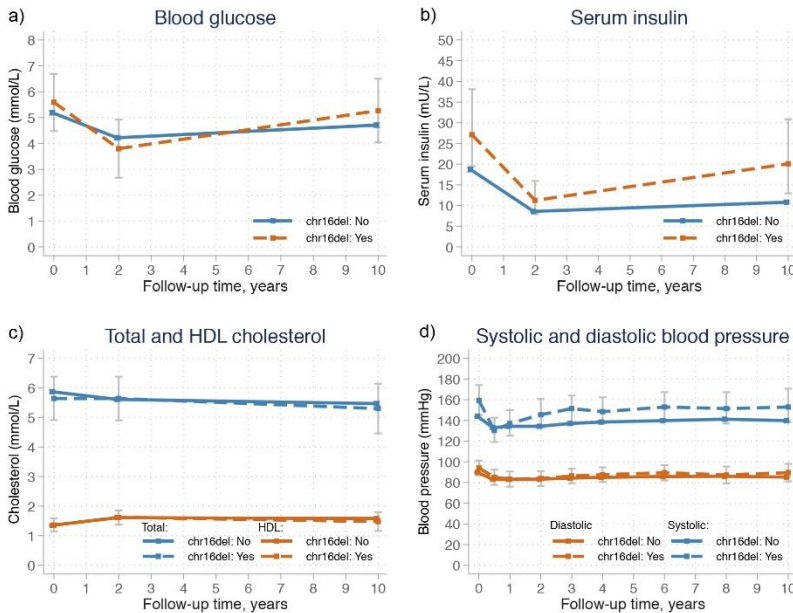 a) Blood glucose
Blood glucose (mmol/L)
8
7
6
5
4
3
2
1
0
chr16del: No
chr16del: Yes
0 1 2 3 4 5 6 7 8 9 10
Follow-up time, years
b) Serum insulin
Serum insulin (mU/L)
50
45
40
35
30
25
20
15
10
5
0
chr16del: No
chr16del: Yes
0 1 2 3 4 5 6 7 8 9 10
Follow-up time, years
c) Total and HDL cholesterol
Cholesterol (mmol/L)
7
6
5
4
3
2
1
0
Total: HDL:
chr16del: No chr16del: No
chr16del: Yes chr16del: Yes
0 1 2 3 4 5 6 7 8 9 10
Follow-up time, years
d) Systolic and diastolic blood pressure
Blood pressure (mmHg)
200
180
160
140
120
100
80
60
40
20
0
Diastolic Systolic:
chr16del: No chr16del: No
chr16del: Yes chr16del: Yes
0 1 2 3 4 5 6 7 8 9 10
Follow-up time, years